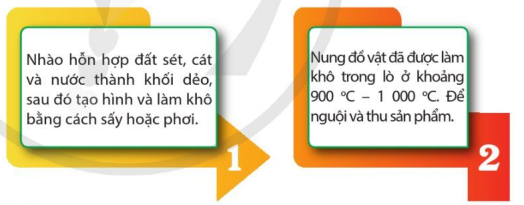 Nhào hỗn hợp đất sét, cát
và nước thành khối dẻo,
sau đó tạo hình và làm khô
bằng cách sấy hoặc phơi.
1
Nung đồ vật đã được làm
khô trong lò ở khoảng
900 °C – 1 000 °C. Để
nguội và thu sản phẩm.
2